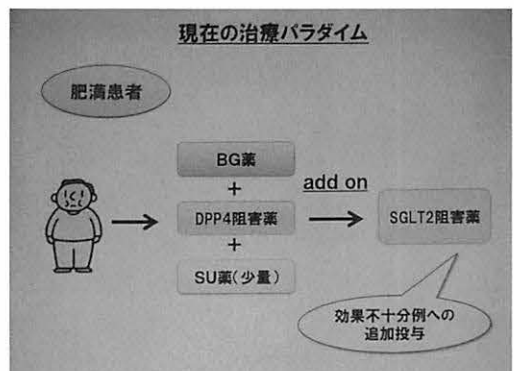 現在の治療パラダイム
肥満患者
BG薬
+
DPP4阻害薬
+
SU薬(少量)
add on
SGLT2阻害薬
効果不十分例への
追加投与